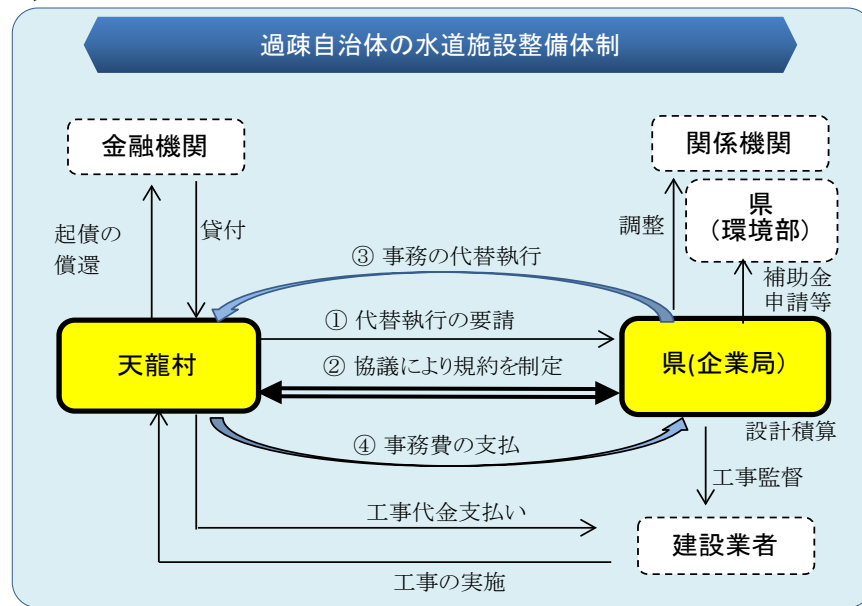 過疎自治体の水道施設整備体制
金融機関
関係機関
県
（環境部）
起債の
償還
貸付
調整
補助金
申請等
③ 事務の代替執行
① 代替執行の要請
② 協議により規約を制定
天龍村
県(企業局）
④ 事務費の支払
設計積算
工事監督
工事代金支払い
建設業者
工事の実施